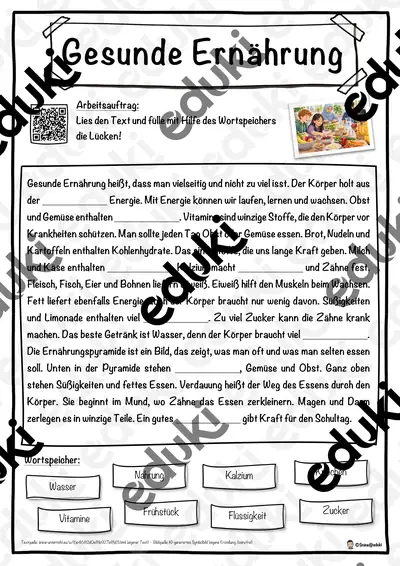 Gesunde Ernährung
Arbeitsauftrag:
Lies den Text und fülle mit Hilfe des Wortspeichers
die Lücken!
Gesunde Ernährung heißt, dass man vielseitig und nicht zu viel isst. Der Körper holt aus
der ____________ Energie. Mit Energie können wir laufen, lernen und wachsen. Obst
und Gemüse enthalten ____________. Vitamine sind winzige Stoffe, die den Körper vor
Krankheiten schützen. Man sollte jeden Tag Obst oder Gemüse essen. Brot, Nudeln und
Kartoffeln enthalten Kohlenhydrate. Das sind Stoffe, die uns lange Kraft geben. Milch
und Käse enthalten ____________. Kalzium macht ____________ und Zähne fest.
Fleisch, Fisch, Eier und Bohnen liefern Eiweiß. Eiweiß hilft den Muskeln beim Wachsen.
Fett liefert ebenfalls Energie, der Körper braucht nur wenig davon. Süßigkeiten
und Limonade enthalten viel ____________. Zu viel Zucker kann die Zähne krank
machen. Das beste Getränk ist Wasser, denn der Körper braucht viel ____________.
Die Ernährungspyramide ist ein Bild, das zeigt, was man oft und was man selten essen
soll. Unten in der Pyramide stehen ____________, Gemüse und Obst. Ganz oben
stehen Süßigkeiten und fettes Essen. Verdauung heißt der Weg des Essens durch den
Körper. Sie beginnt im Mund, wo Zähne das Essen zerkleinern. Magen und Darm
zerlegen es in winzige Teile. Ein gutes ____________ gibt Kraft für den Schultag.
Wortspeicher:
Wasser
Nahrung
Kalzium
Knochen
Vitamine
Frühstück
Flüssigkeit
Zucker
eduki